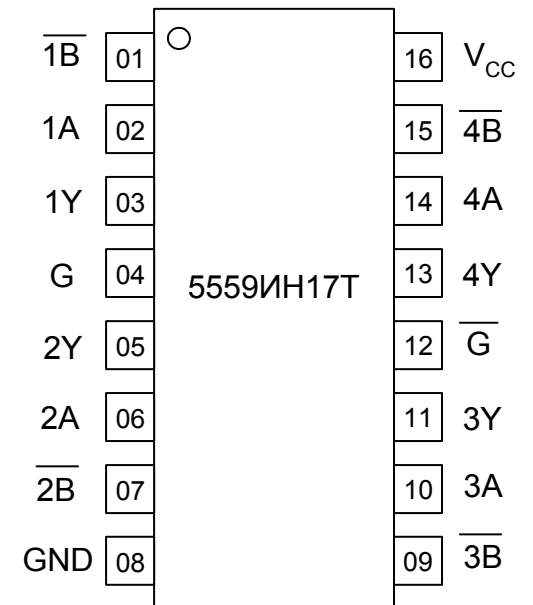 1B 01 16 VCC
1A 02 15 4B
1Y 03 14 4A
G 04 13 4Y
5559ИН17Т
2Y 05 12 G
2A 06 11 3Y
2B 07 10 3A
GND 08 09 3B